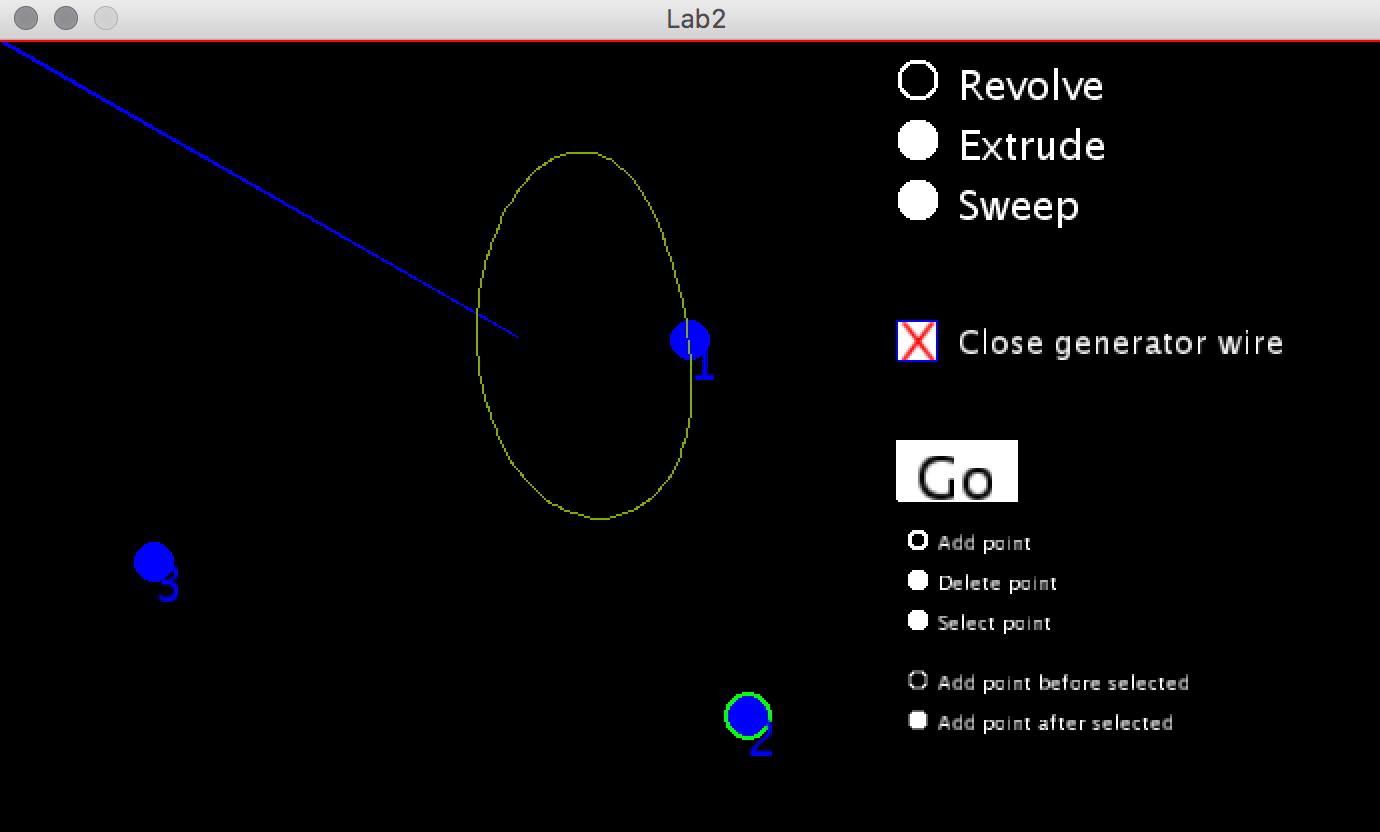 Lab2
Revolve
Extrude
Sweep
Close generator wire
1
Go
Add point
Delete point
3
Select point
Add point before selected
Add point after selected
2